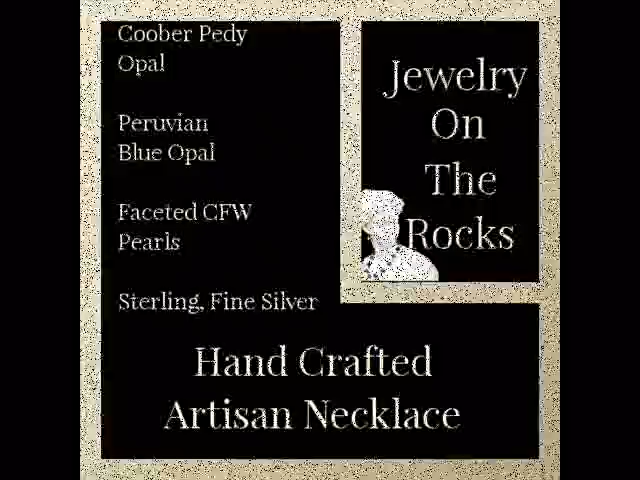 Coober Pedy
Opal
Peruvian
Blue Opal
Faceted CFW
Pearls
Sterling, Fine Silver
Jewelry
On
The
Rocks
Hand Crafted
Artisan Necklace